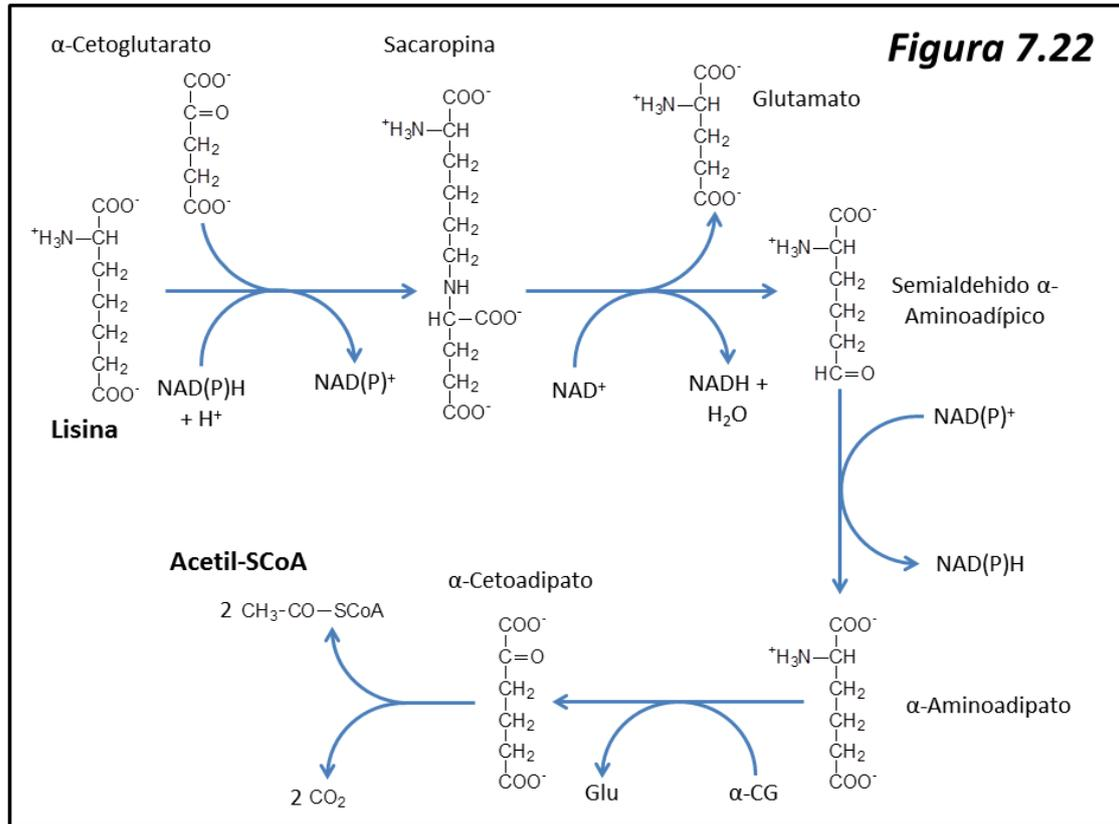 Figura 7.22
α-Cetoglutarato
COO⁻
C=O
CH₂
CH₂
COO⁻
Lisina
COO⁻
⁺H₃N–CH
CH₂
CH₂
CH₂
CH₂
COO⁻
NAD(P)H
+ H⁺
NAD(P)⁺
Sacaropina
COO⁻
⁺H₃N–CH
CH₂
CH₂
CH₂
CH₂
NH
HC–COO⁻
CH₂
CH₂
COO⁻
NAD⁺
NADH +
H₂O
Glutamato
COO⁻
⁺H₃N–CH
CH₂
CH₂
COO⁻
COO⁻
⁺H₃N–CH
CH₂
CH₂
CH₂
HC=O
Semialdehido α-
Aminoadípico
NAD(P)⁺
NAD(P)H
COO⁻
⁺H₃N–CH
CH₂
CH₂
CH₂
COO⁻
α-Aminoadipato
α-CG
Glu
α-Cetoadipato
COO⁻
C=O
CH₂
CH₂
CH₂
COO⁻
Acetil-SCoA
2 CH₃-CO–SCoA
2 CO₂